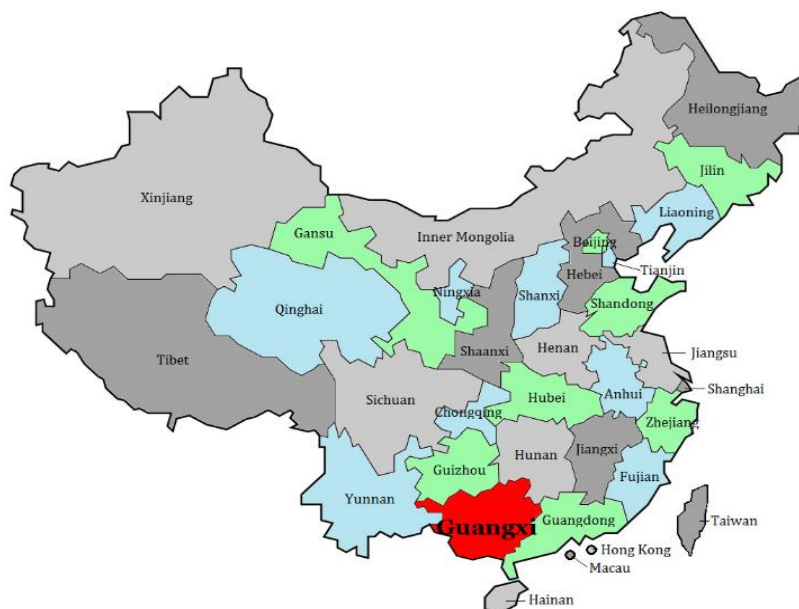 Heilongjiang
Jilin
Xinjiang
Liaoning
Gansu
Inner Mongolia
Beijing
Tianjin
Hebei
Ningxia
Shanxi
Qinghai
Shandong
Shaanxi
Henan
Jiangsu
Tibet
Shanghai
Anhui
Hubei
Sichuan
Chongqing
Zhejiang
Hunan
Jiangxi
Guizhou
Fujian
Yunnan
Guangdong
Taiwan
Guangxi
Hong Kong
Macau
Hainan